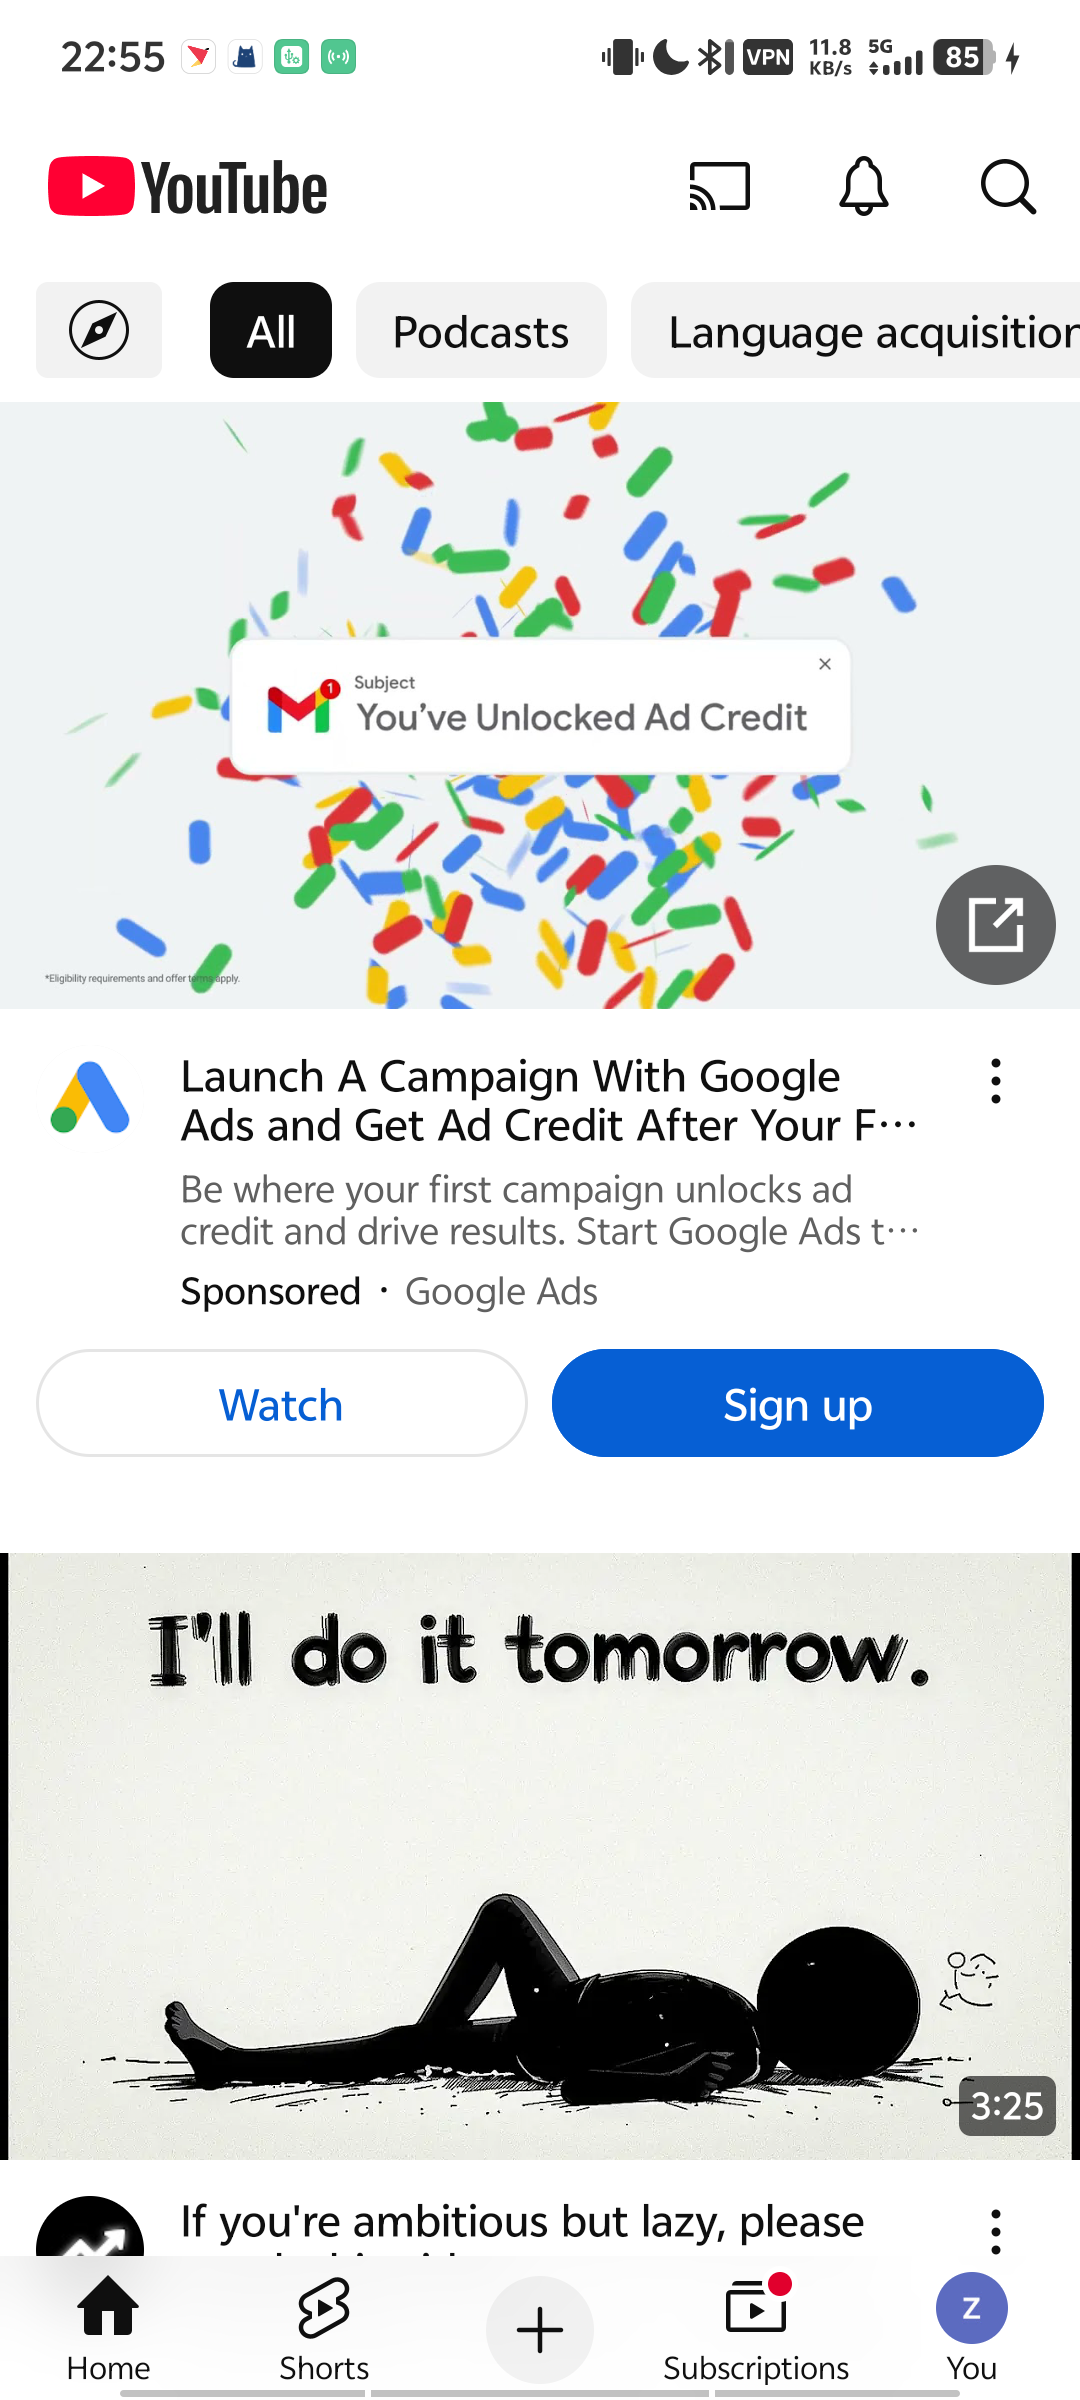 22:55
VPN
11.8
KB/s
5G
85
YouTube
All
Podcasts
Language acquisition
1
Subject
You've Unlocked Ad Credit
*Eligibility requirements and offer terms apply.
Launch A Campaign With Google
Ads and Get Ad Credit After Your F…
Be where your first campaign unlocks ad
credit and drive results. Start Google Ads t…
Sponsored · Google Ads
Watch
Sign up
I'll do it tomorrow.
3:25
If you're ambitious but lazy, please
Home
Shorts
Subscriptions
Z
You